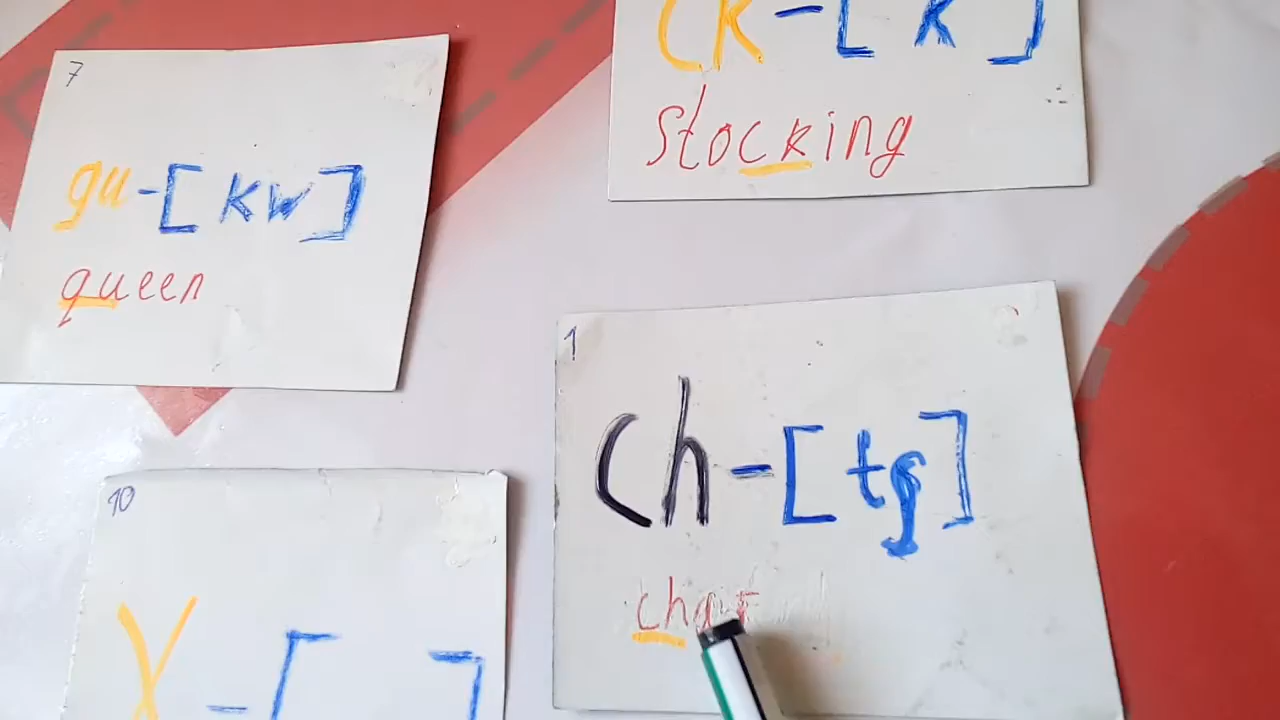 ck-[k]
stocking
7
qu-[kw]
queen
1
ch-[tʃ]
10
Y-[ ]